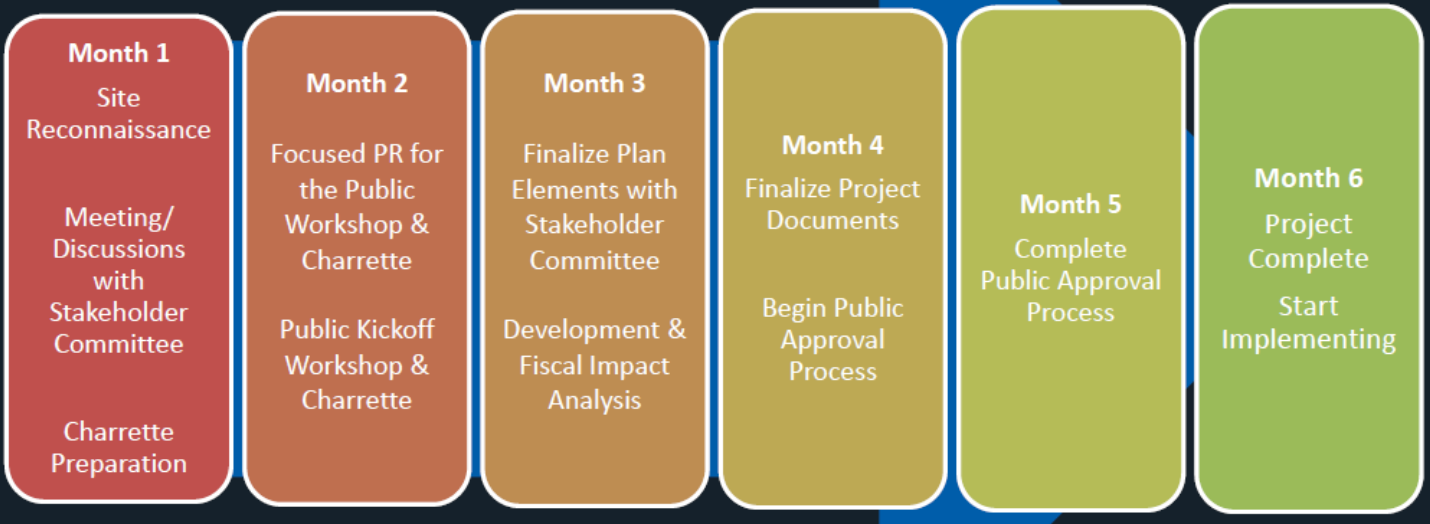 Month 1
Site
Reconnaissance
Meeting/
Discussions
with
Stakeholder
Committee
Charrette
Preparation
Month 2
Focused PR for
the Public
Workshop &
Charrette
Public Kickoff
Workshop &
Charrette
Month 3
Finalize Plan
Elements with
Stakeholder
Committee
Development &
Fiscal Impact
Analysis
Month 4
Finalize Project
Documents
Begin Public
Approval
Process
Month 5
Complete
Public Approval
Process
Month 6
Project
Complete
Start
Implementing